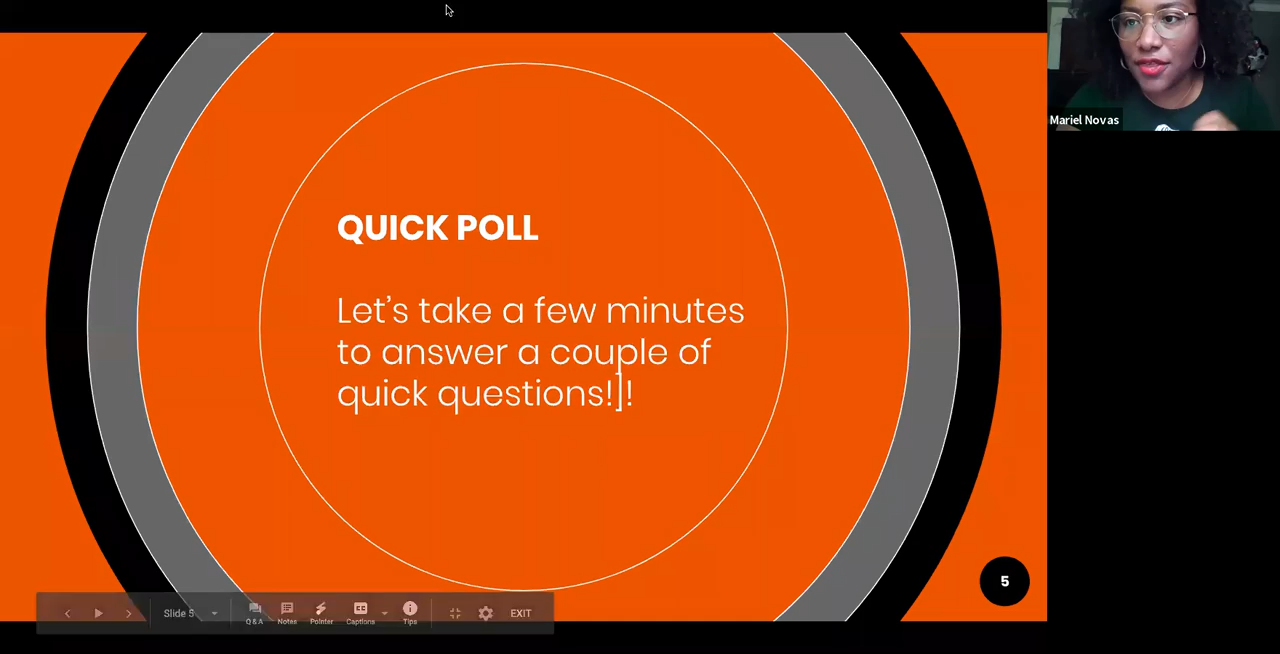 QUICK POLL
Let's take a few minutes
to answer a couple of
quick questions!]!
Mariel Novas
5
Slide 5
Q & A
Notes
Pointer
Captions
Tips
EXIT